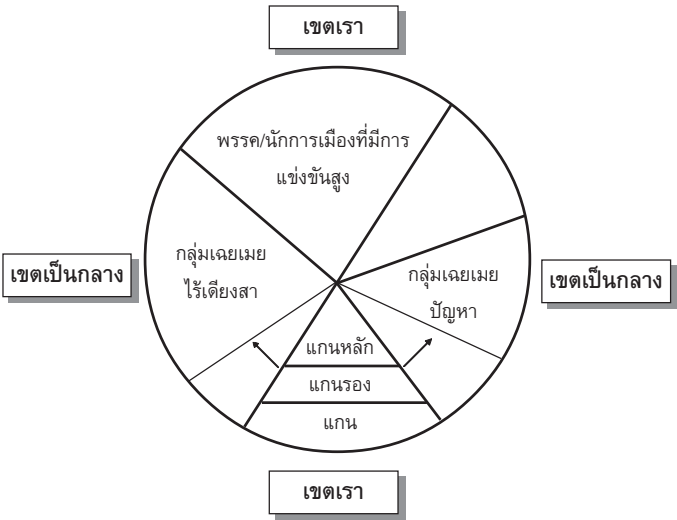 เขตเรา
พรรค/นักการเมืองที่มีการ
แข่งขันสูง
กลุ่มเฉยเมย
ไร้เดียงสา
เขตเป็นกลาง
กลุ่มเฉยเมย
ปัญหา
เขตเป็นกลาง
แกนหลัก
แกนรอง
แกน
เขตเรา